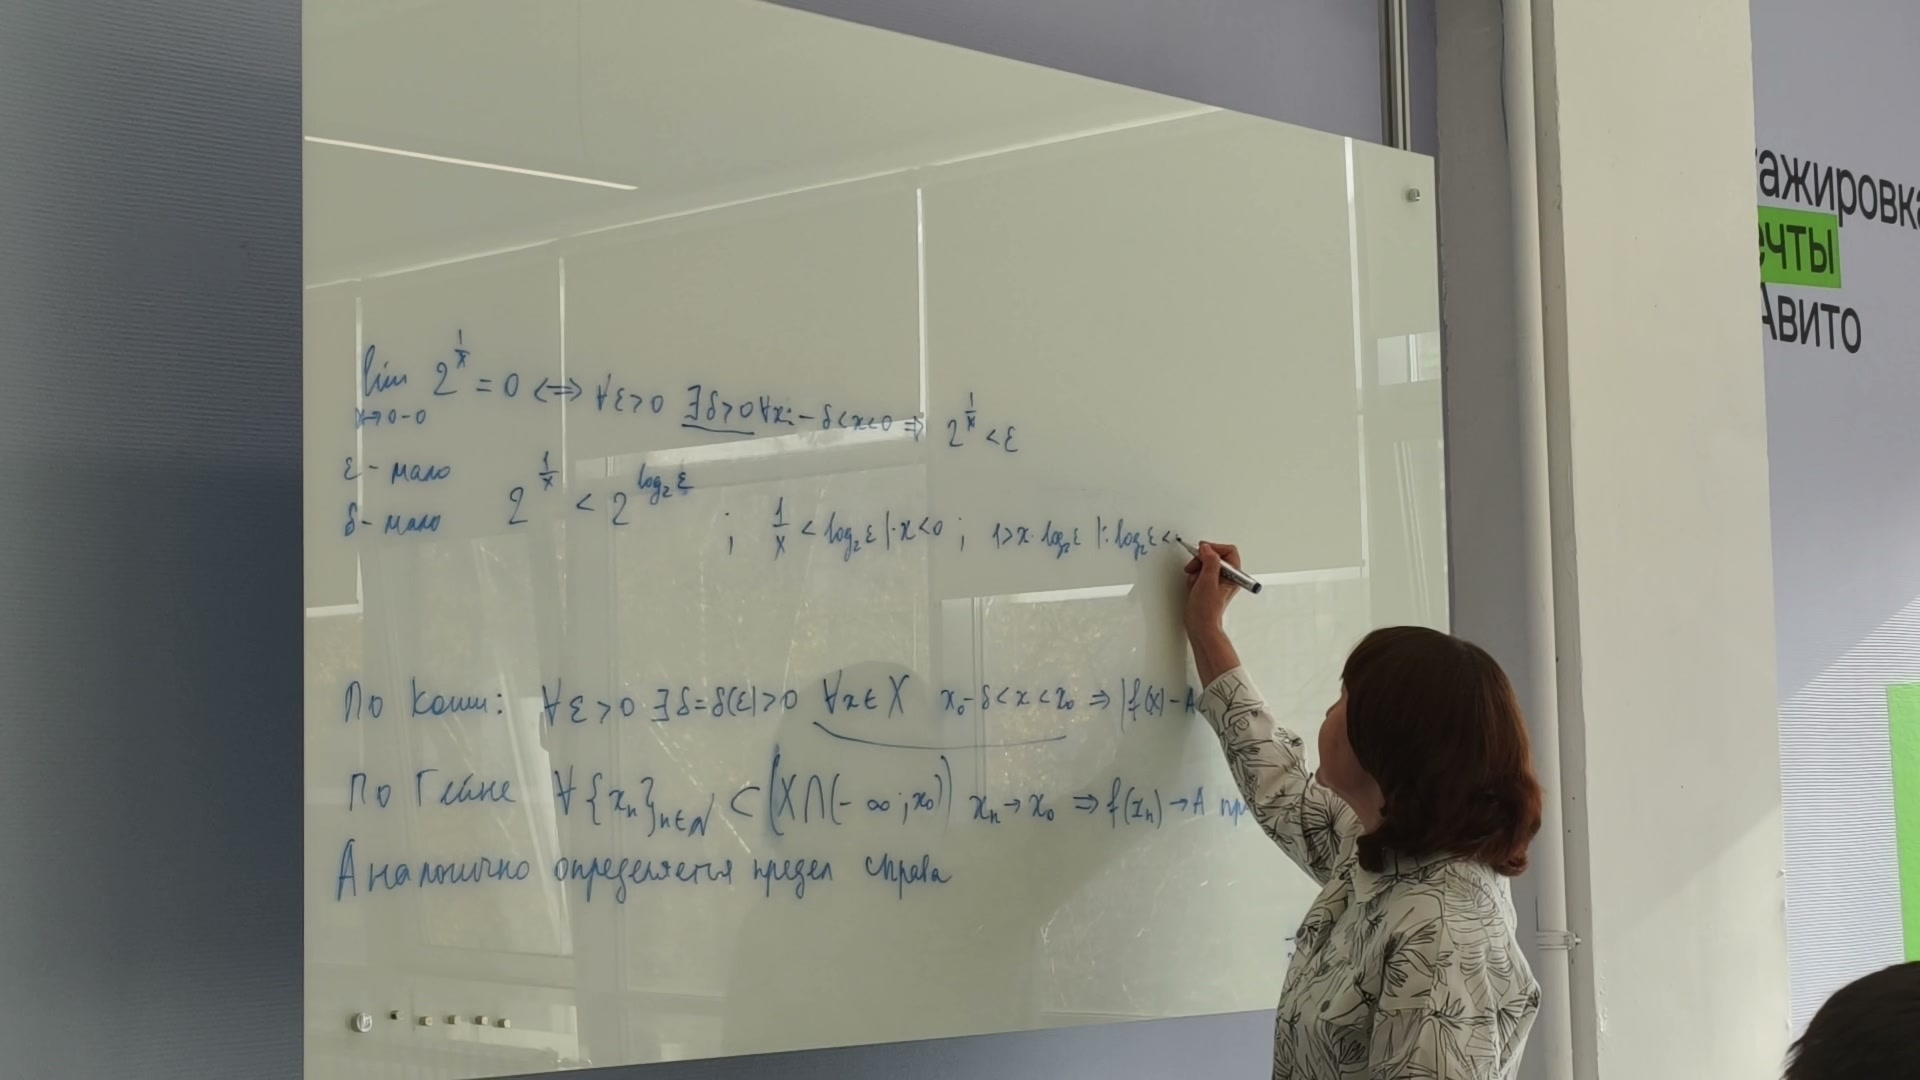 lim 2^{1/x} = 0 <=> ∀ε>0 ∃δ>0 ∀x: -δ<x<0 ⇒ 2^{1/x} < ε
x→0-0
ε - мало
δ - мало 2^{1/x} < 2^{log₂ε} ; 1/x < log₂ε |·x<0 ; 1>x·log₂ε |: log₂ε <
По Коши: ∀ε>0 ∃δ=δ(ε)>0 ∀x∈X x₀-δ<x<x₀ ⇒ |f(x)-A
По Гейне ∀{xₙ}ₙ∈N ⊂ (X∩(-∞;x₀)) xₙ→x₀ ⇒ f(xₙ)→A пр
Аналогично определяется предел справа
ажировка
ечты
Авито